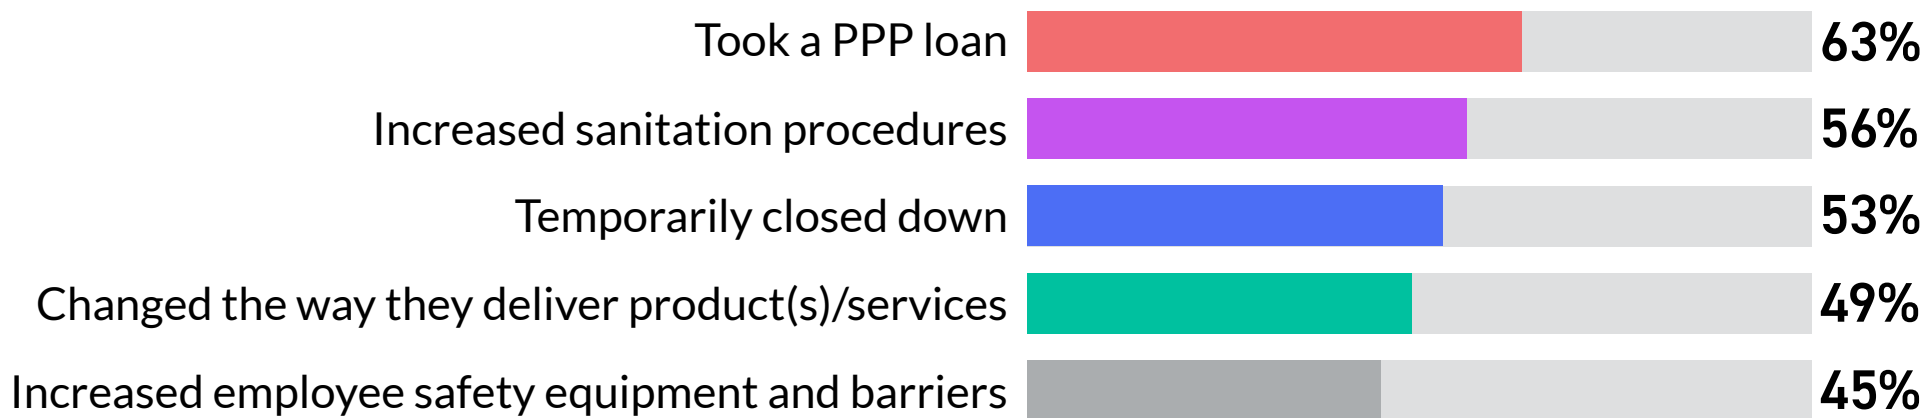 Took a PPP loan 63%
Increased sanitation procedures 56%
Temporarily closed down 53%
Changed the way they deliver product(s)/services 49%
Increased employee safety equipment and barriers 45%